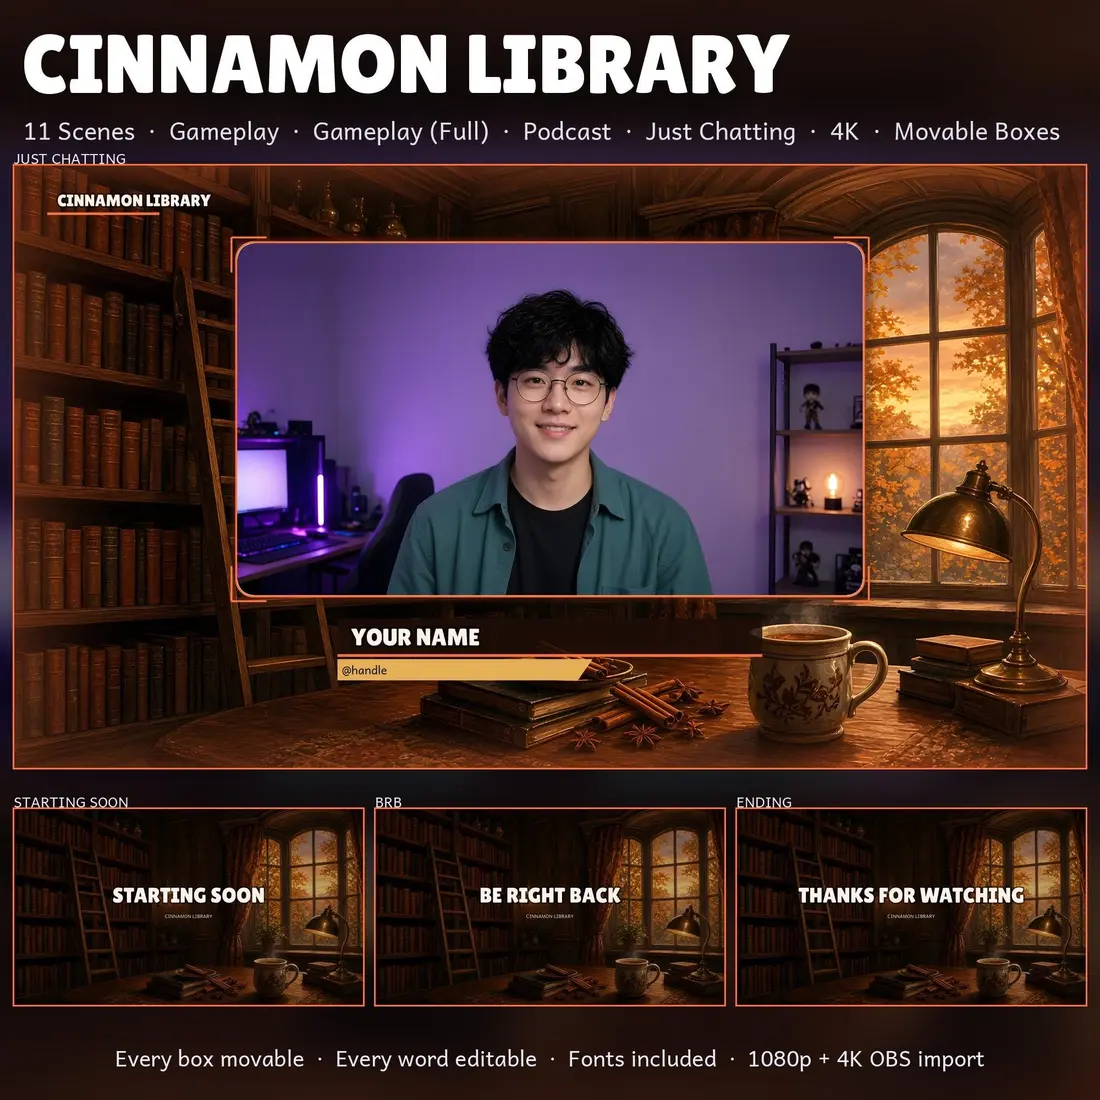 CINNAMON LIBRARY
11 Scenes · Gameplay · Gameplay (Full) · Podcast · Just Chatting · 4K · Movable Boxes
JUST CHATTING
CINNAMON LIBRARY
YOUR NAME
@handle
STARTING SOON
BRB
ENDING
STARTING SOON
CINNAMON LIBRARY
BE RIGHT BACK
CINNAMON LIBRARY
THANKS FOR WATCHING
CINNAMON LIBRARY
Every box movable · Every word editable · Fonts included · 1080p + 4K OBS import